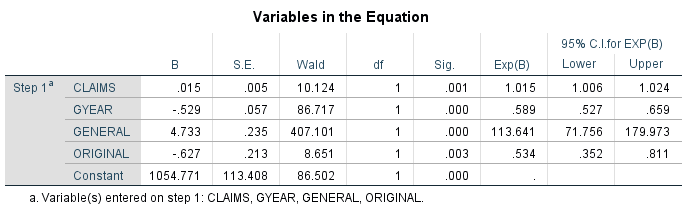 Variables in the Equation
95% C.I.for EXP(B)
B S.E. Wald df Sig. Exp(B) Lower Upper
Step 1a CLAIMS .015 .005 10.124 1 .001 1.015 1.006 1.024
GYEAR -.529 .057 86.717 1 .000 .589 .527 .659
GENERAL 4.733 .235 407.101 1 .000 113.641 71.756 179.973
ORIGINAL -.627 .213 8.651 1 .003 .534 .352 .811
Constant 1054.771 113.408 86.502 1 .000 .
a. Variable(s) entered on step 1: CLAIMS, GYEAR, GENERAL, ORIGINAL.